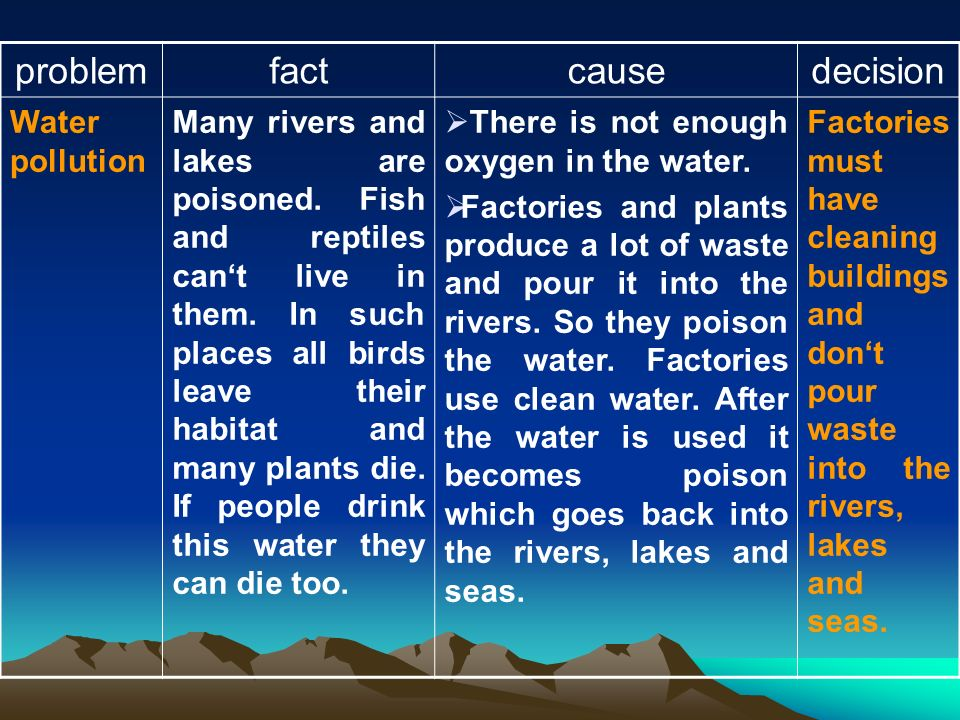 problem
fact
cause
decision
Water
pollution
Many rivers and
lakes are
poisoned. Fish
and reptiles
can‘t live in
them. In such
places all birds
leave their
habitat and
many plants die.
If people drink
this water they
can die too.
➢ There is not enough
oxygen in the water.
➢Factories and plants
produce a lot of waste
and pour it into the
rivers. So they poison
the water. Factories
use clean water. After
the water is used it
becomes poison
which goes back into
the rivers, lakes and
seas.
Factories
must
have
cleaning
buildings
and
don‘t
pour
waste
into the
rivers,
lakes
and
seas.